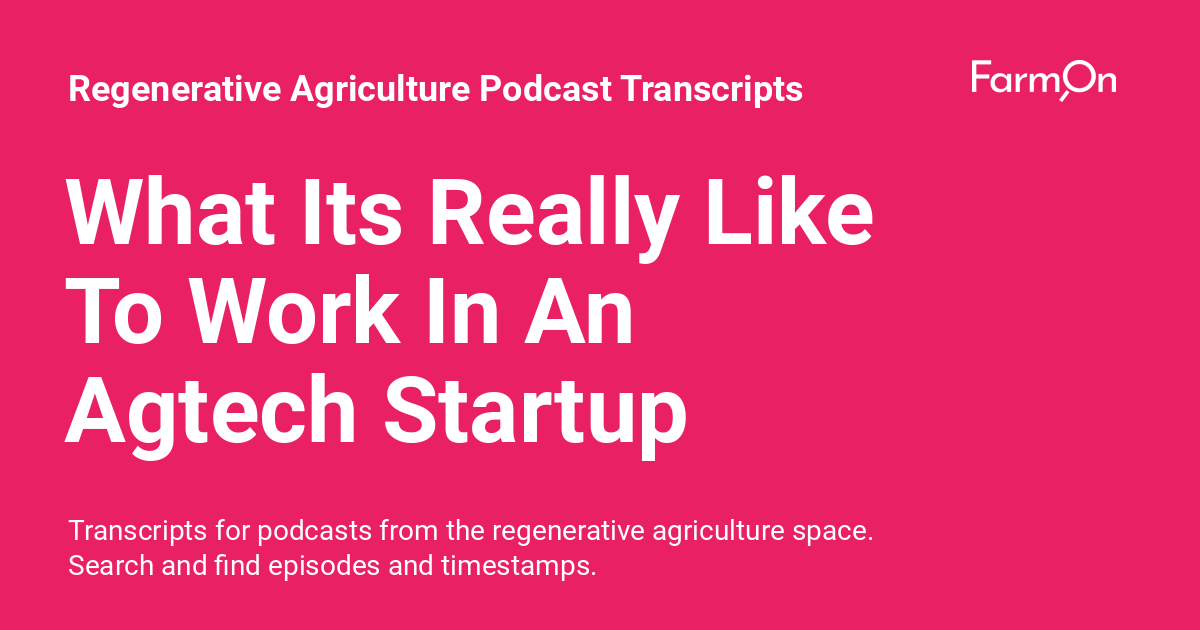 Regenerative Agriculture Podcast Transcripts
FarmOn
What Its Really Like
To Work In An
Agtech Startup
Transcripts for podcasts from the regenerative agriculture space.
Search and find episodes and timestamps.